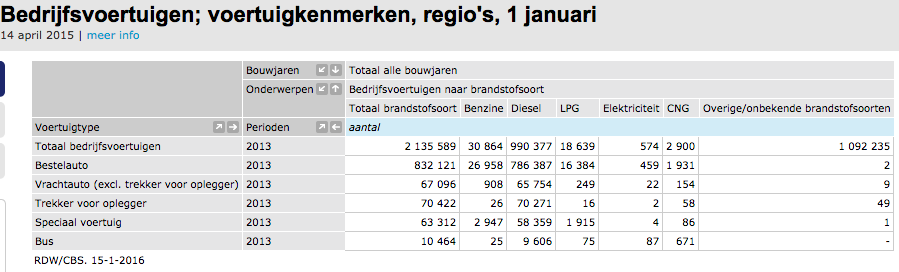 Bedrijfsvoertuigen; voertuigkenmerken, regio's, 1 januari
14 april 2015 | meer info
Bouwjaren Totaal alle bouwjaren
Onderwerpen Bedrijfsvoertuigen naar brandstofsoort
Totaal brandstofsoort Benzine Diesel LPG Elektriciteit CNG Overige/onbekende brandstofsoorten
Voertuigtype Perioden aantal
Totaal bedrijfsvoertuigen 2013 2 135 589 30 864 990 377 18 639 574 2 900 1 092 235
Bestelauto 2013 832 121 26 958 786 387 16 384 459 1 931 2
Vrachtauto (excl. trekker voor oplegger) 2013 67 096 908 65 754 249 22 154 9
Trekker voor oplegger 2013 70 422 26 70 271 16 2 58 49
Speciaal voertuig 2013 63 312 2 947 58 359 1 915 4 86 1
Bus 2013 10 464 25 9 606 75 87 671 -
RDW/CBS. 15-1-2016